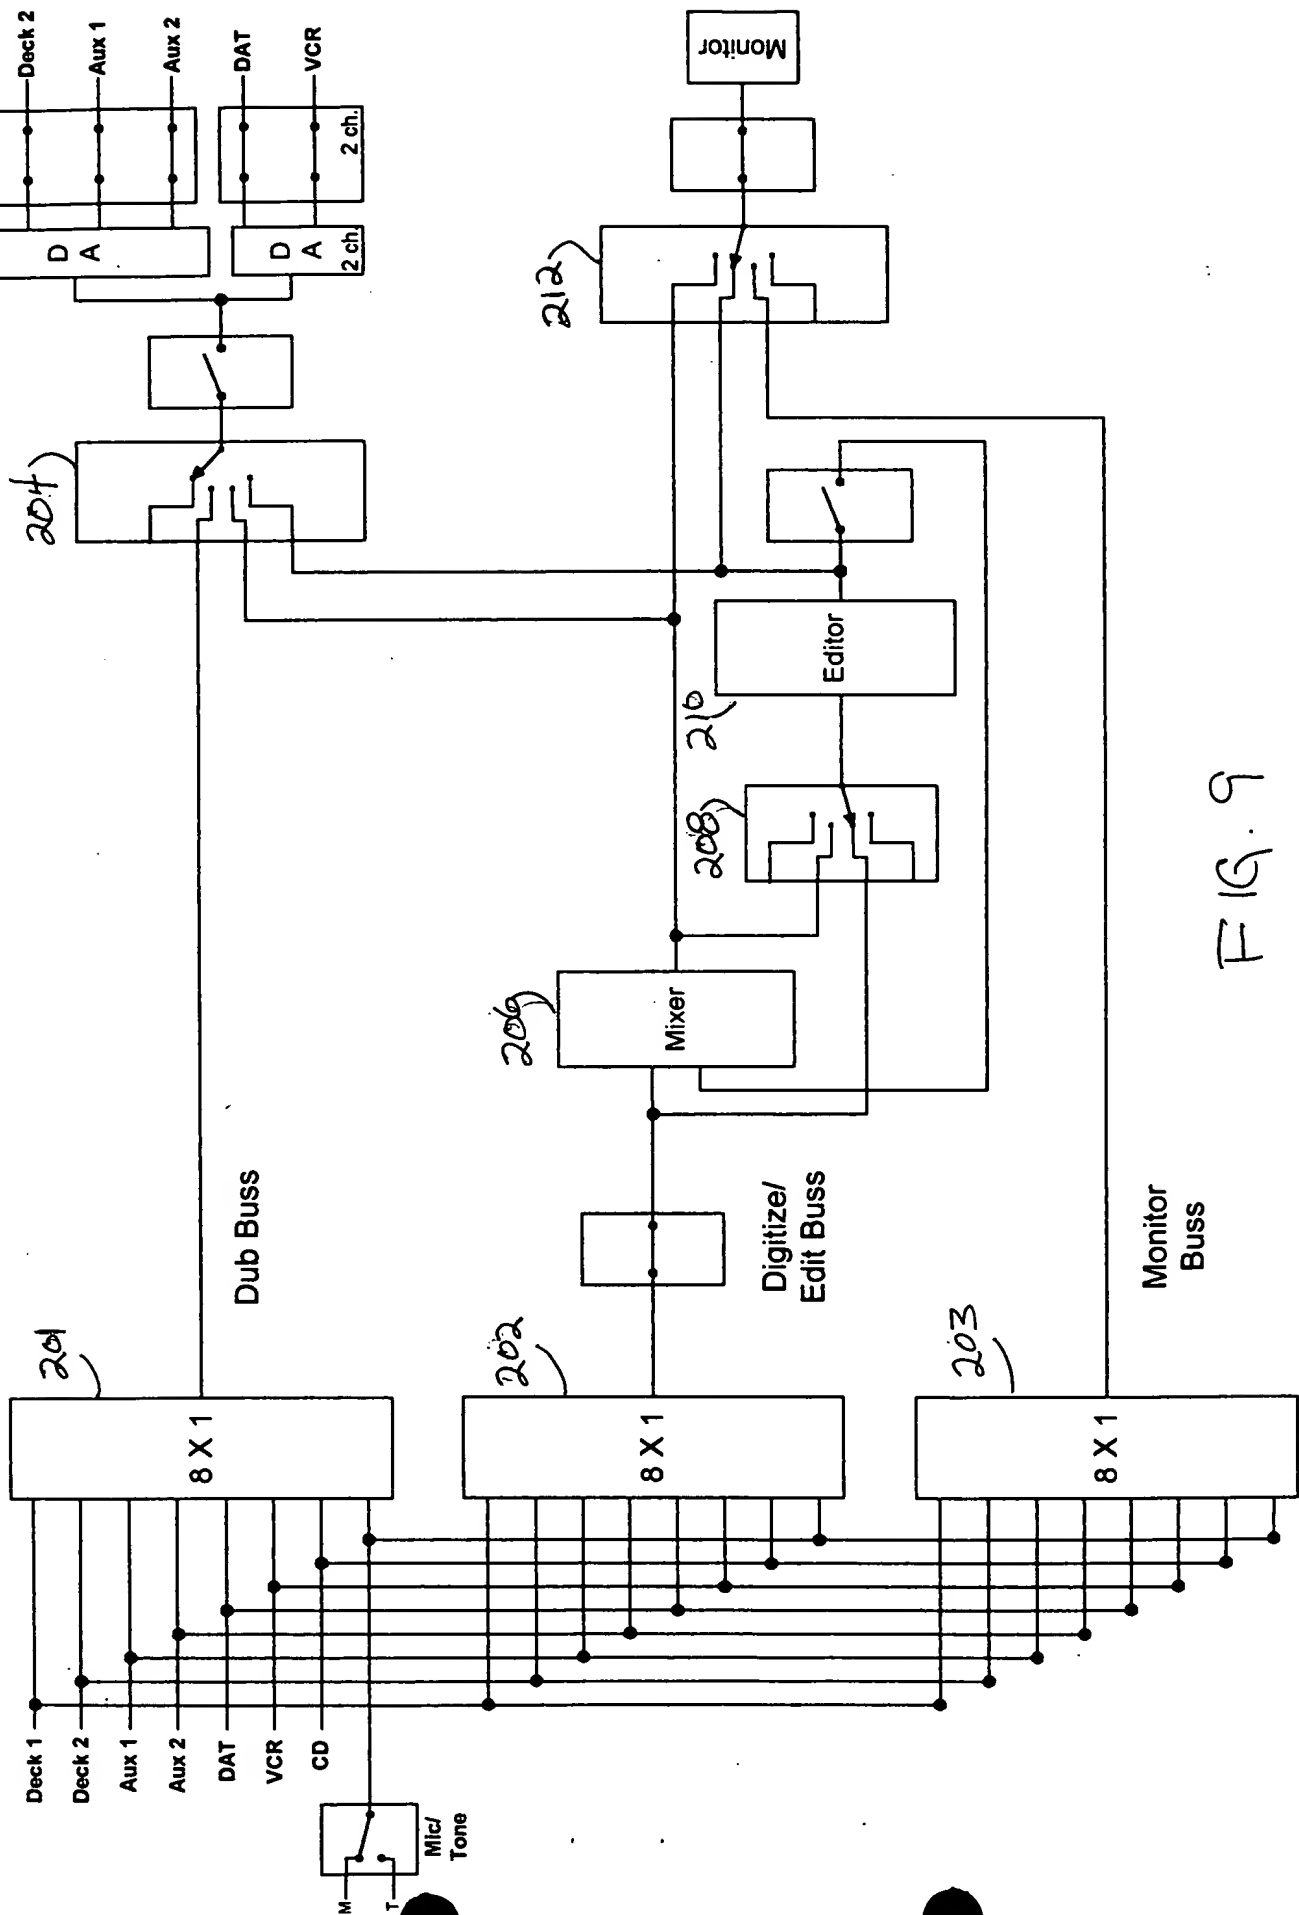 Deck 1
Deck 2
Aux 1
Aux 2
DAT
VCR
CD
M
T
Mic/
Tone
201
8 X 1
202
8 X 1
203
8 X 1
Dub Buss
Digitize/
Edit Buss
Monitor
Buss
206
Mixer
208
210
Editor
204
212
D
A
D
A
2 ch.
2 ch.
Deck 2
Aux 1
Aux 2
DAT
VCR
Monitor
FIG. 9